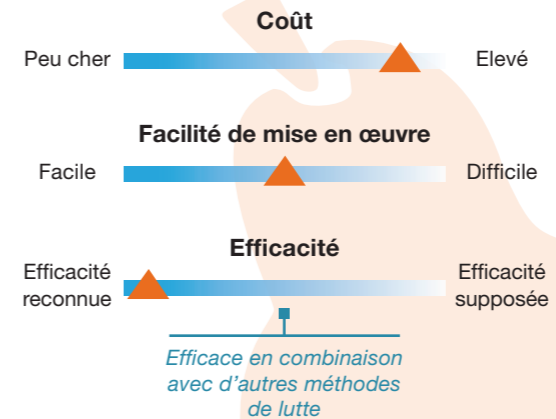 Coût
Peu cher
Elevé
Facilité de mise en œuvre
Facile
Difficile
Efficacité
Efficacité
reconnue
Efficacité
supposée
Efficace en combinaison
avec d'autres méthodes
de lutte